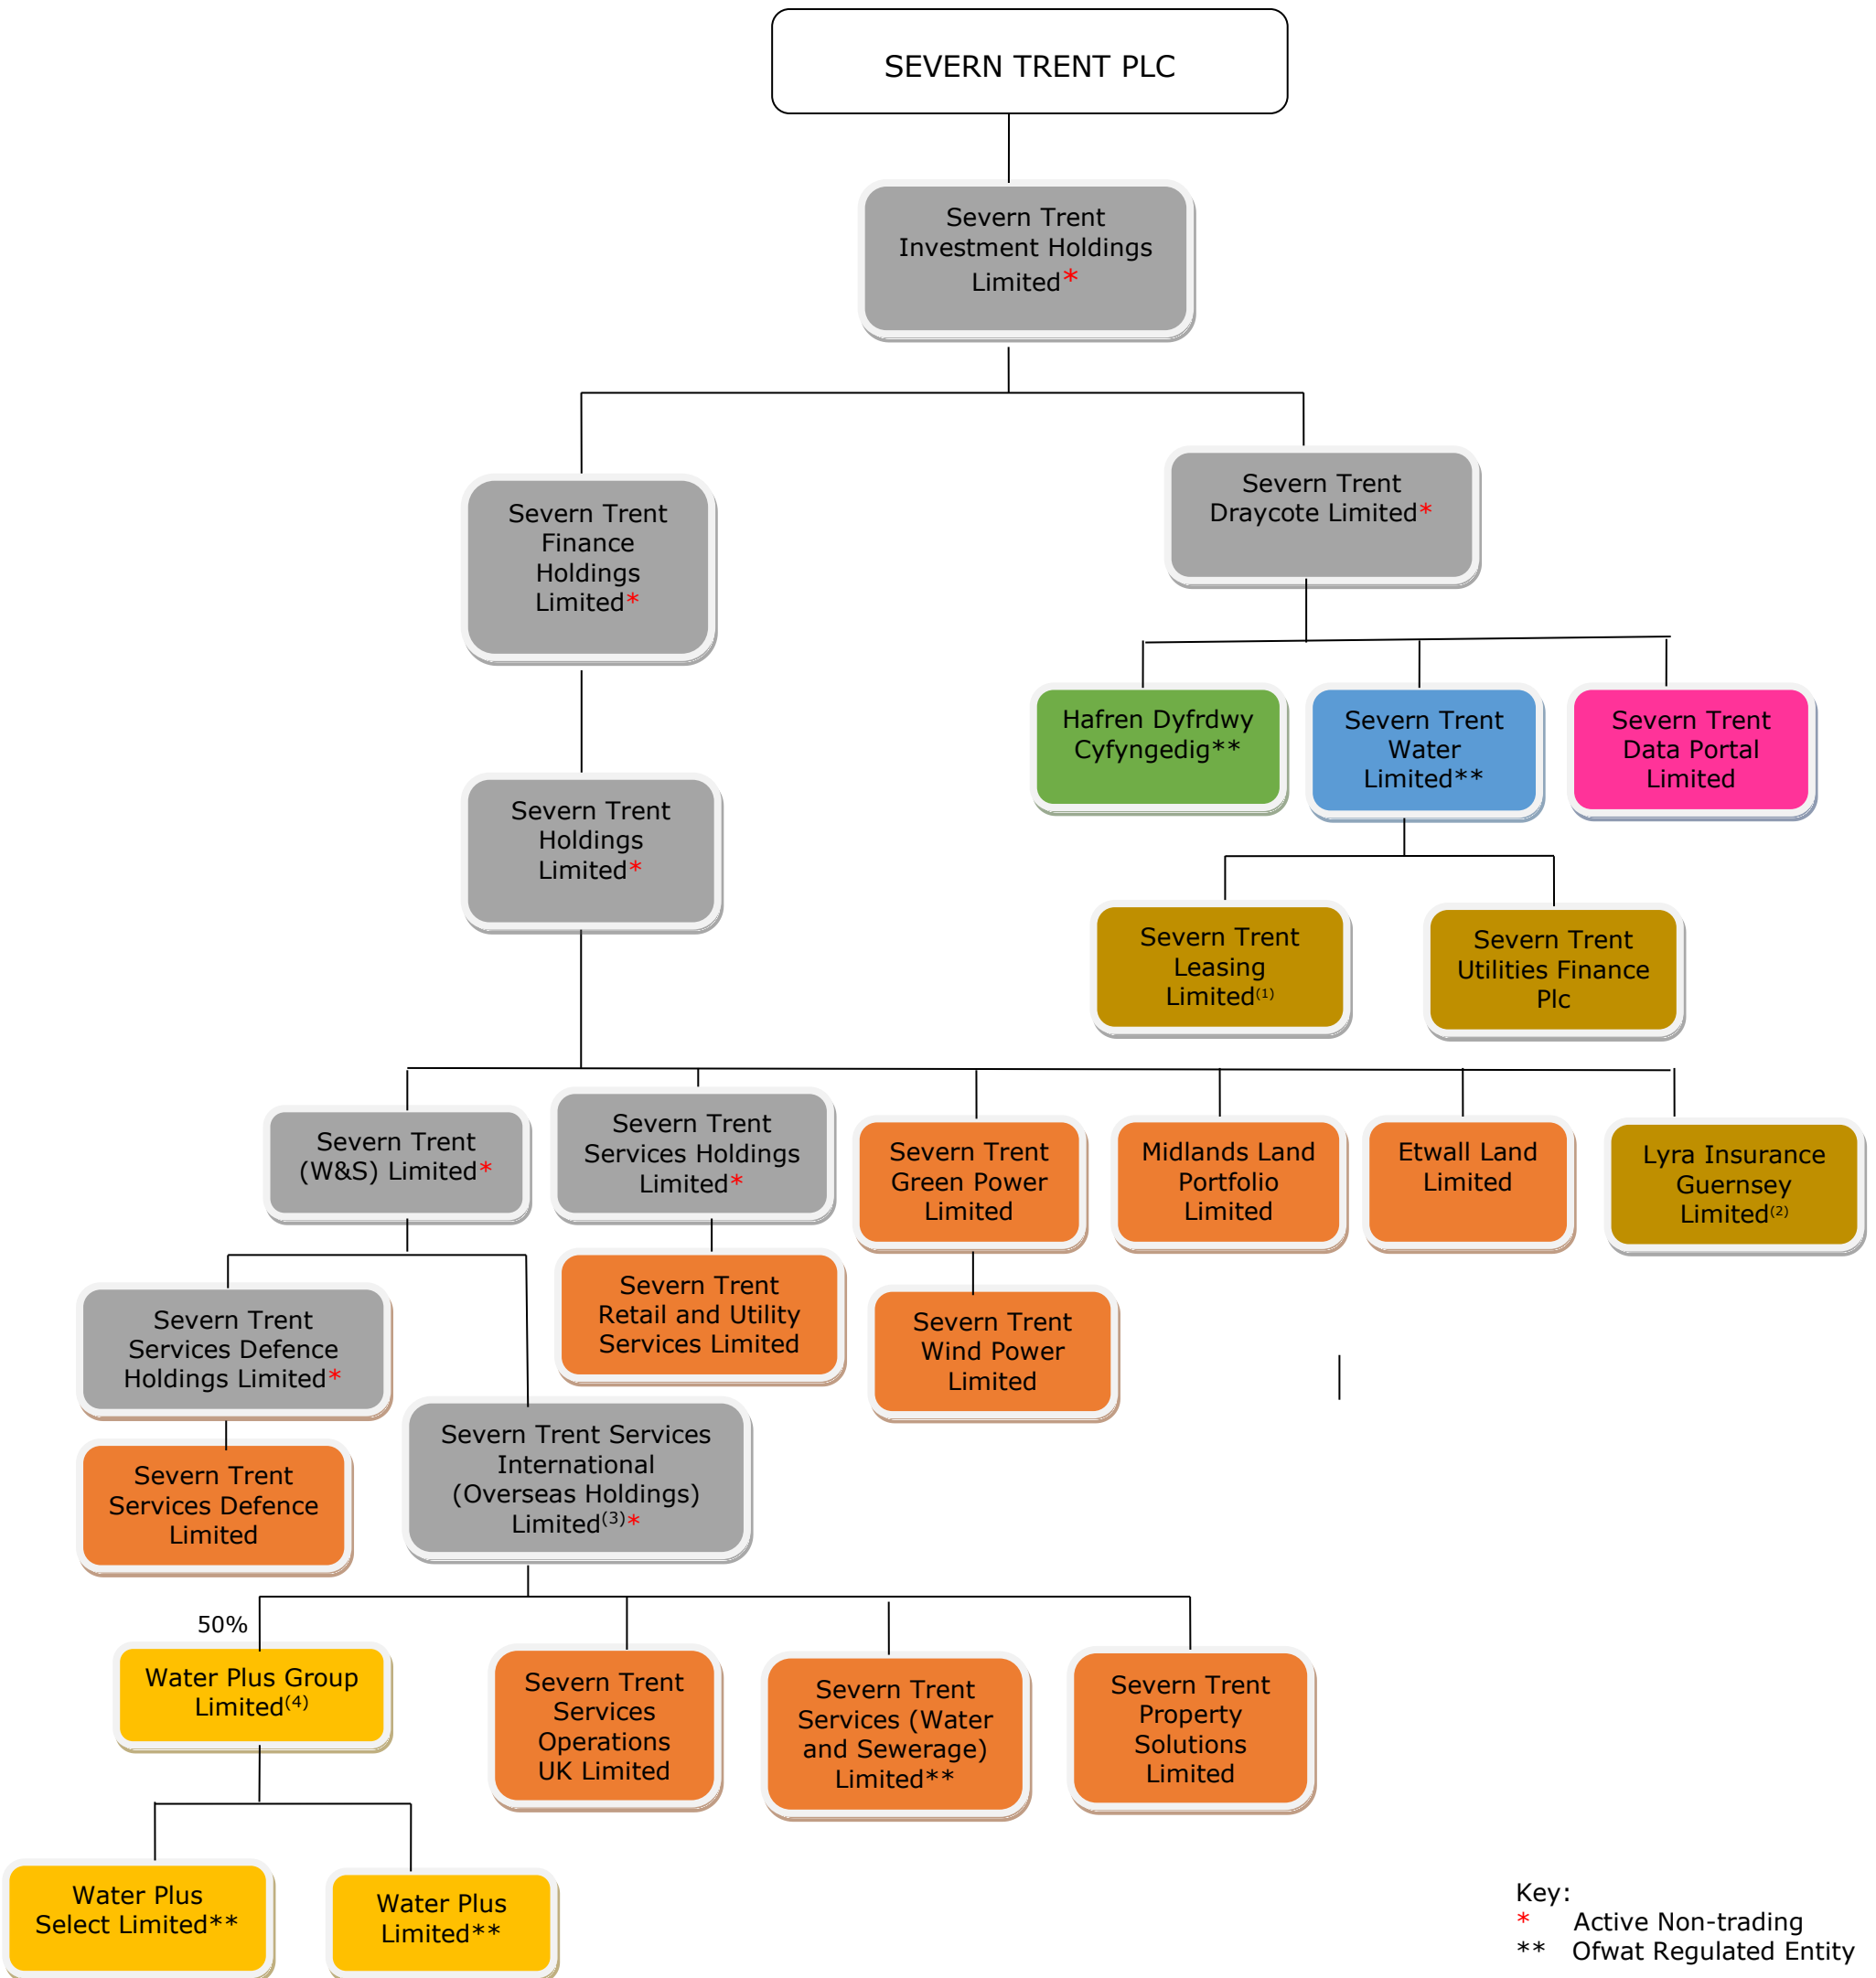 SEVERN TRENT PLC
Severn Trent
Investment Holdings
Limited*
Severn Trent
Finance
Holdings
Limited*
Severn Trent
Draycote Limited*
Hafren Dyfrdwy
Cyfyngedig**
Severn Trent
Water
Limited**
Severn Trent
Data Portal
Limited
Severn Trent
Holdings
Limited*
Severn Trent
Leasing
Limited(1)
Severn Trent
Utilities Finance
Plc
Severn Trent
(W&S) Limited*
Severn Trent
Services Holdings
Limited*
Severn Trent
Green Power
Limited
Midlands Land
Portfolio
Limited
Etwall Land
Limited
Lyra Insurance
Guernsey
Limited(2)
Severn Trent
Services Defence
Holdings Limited*
Severn Trent
Retail and Utility
Services Limited
Severn Trent
Wind Power
Limited
Severn Trent
Services Defence
Limited
Severn Trent Services
International
(Overseas Holdings)
Limited(3)*
50%
Water Plus Group
Limited(4)
Severn Trent
Services
Operations
UK Limited
Severn Trent
Services (Water
and Sewerage)
Limited**
Severn Trent
Property
Solutions
Limited
Water Plus
Select Limited**
Water Plus
Limited**
Key:
* Active Non-trading
** Ofwat Regulated Entity